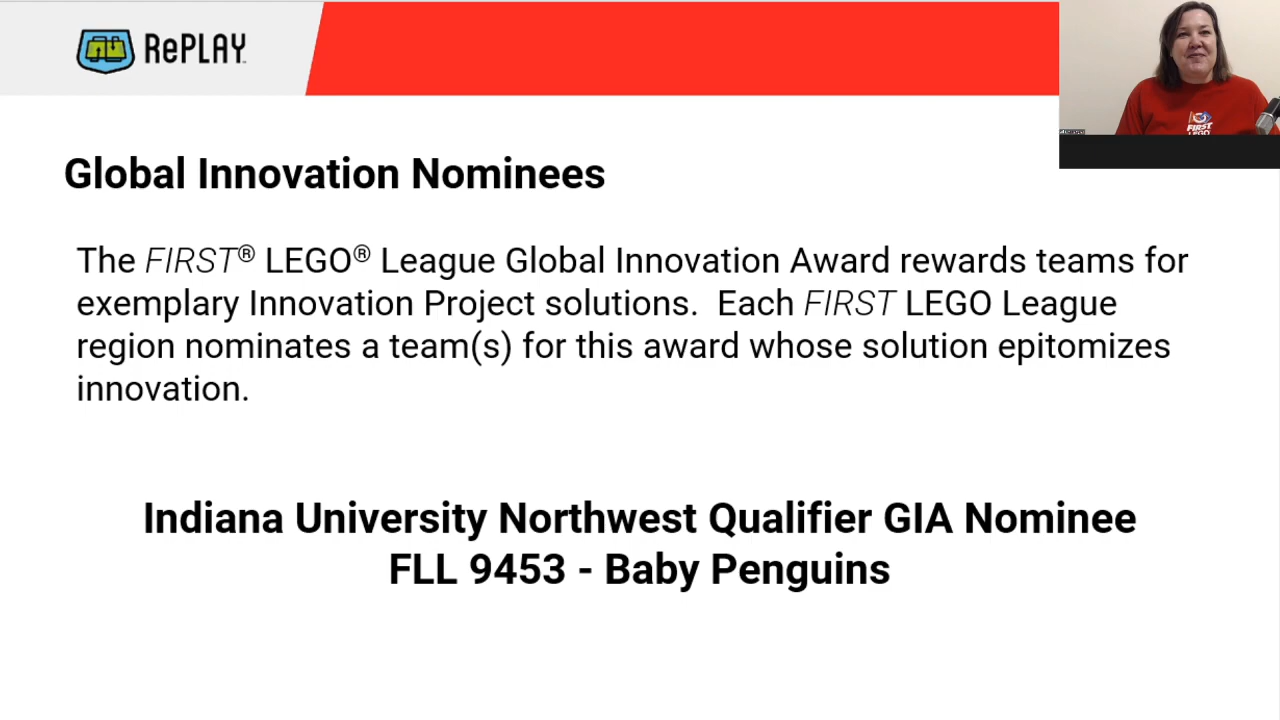 RePLAY
Global Innovation Nominees
The FIRST® LEGO® League Global Innovation Award rewards teams for
exemplary Innovation Project solutions.  Each FIRST LEGO League
region nominates a team(s) for this award whose solution epitomizes
innovation.
Indiana University Northwest Qualifier GIA Nominee
FLL 9453 - Baby Penguins
FIRST
LEGO